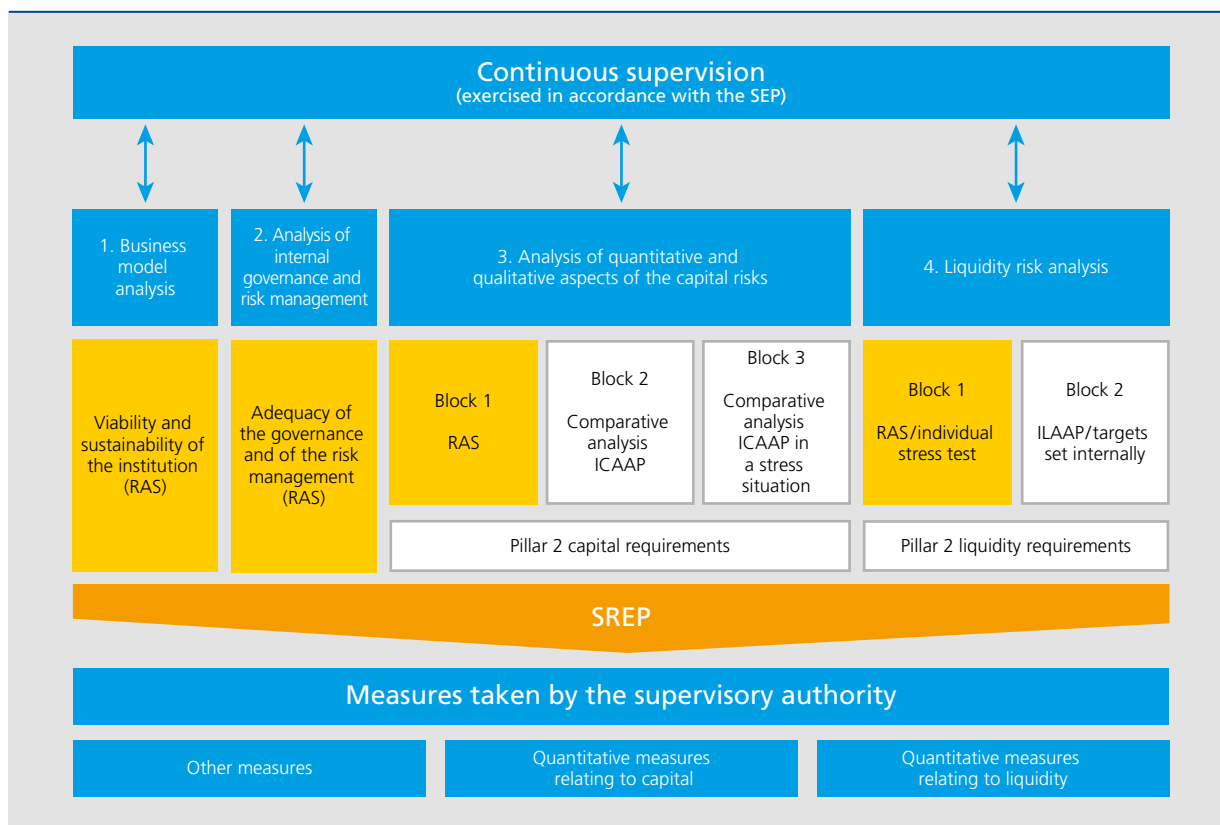 Continuous supervision
(exercised in accordance with the SEP)
1. Business
model
analysis
2. Analysis of
internal
governance and
risk management
3. Analysis of quantitative and
qualitative aspects of the capital risks
4. Liquidity risk analysis
Viability and
sustainability of
the institution
(RAS)
Adequacy of
the governance
and of the risk
management
(RAS)
Block 1
RAS
Block 2
Comparative
analysis
ICAAP
Block 3
Comparative
analysis
ICAAP in
a stress
situation
Block 1
RAS/individual
stress test
Block 2
ILAAP/targets
set internally
Pillar 2 capital requirements
Pillar 2 liquidity requirements
SREP
Measures taken by the supervisory authority
Other measures
Quantitative measures
relating to capital
Quantitative measures
relating to liquidity